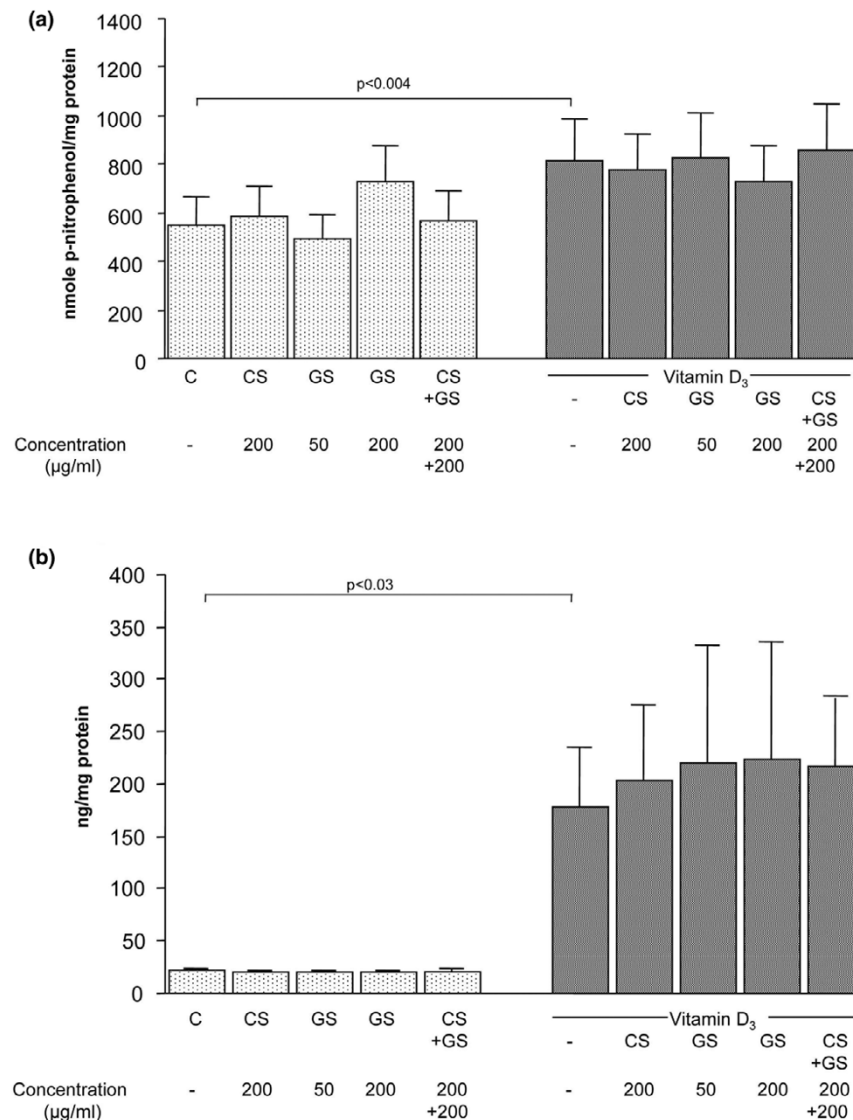 (a)
nmole p-nitrophenol/mg protein
1400
1200
1000
800
600
400
200
0
p<0.004
C CS GS GS CS
+GS
Vitamin D3
- CS GS GS CS
+GS
Concentration - 200 50 200 200 - 200 50 200 200
(µg/ml) +200 +200
(b)
ng/mg protein
400
350
300
250
200
150
100
50
0
p<0.03
C CS GS GS CS
+GS
Vitamin D3
- CS GS GS CS
+GS
Concentration - 200 50 200 200 - 200 50 200 200
(µg/ml) +200 +200